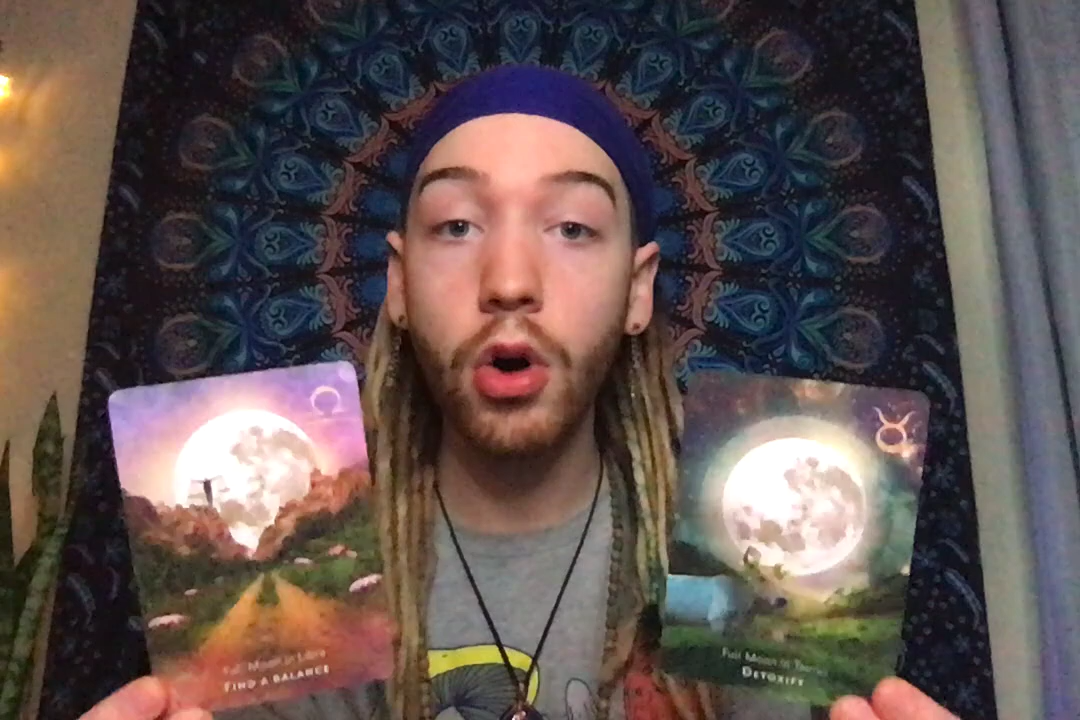 Full Moon in Libra
FIND A BALANCE
Full Moon in Taurus
DETOXIFY